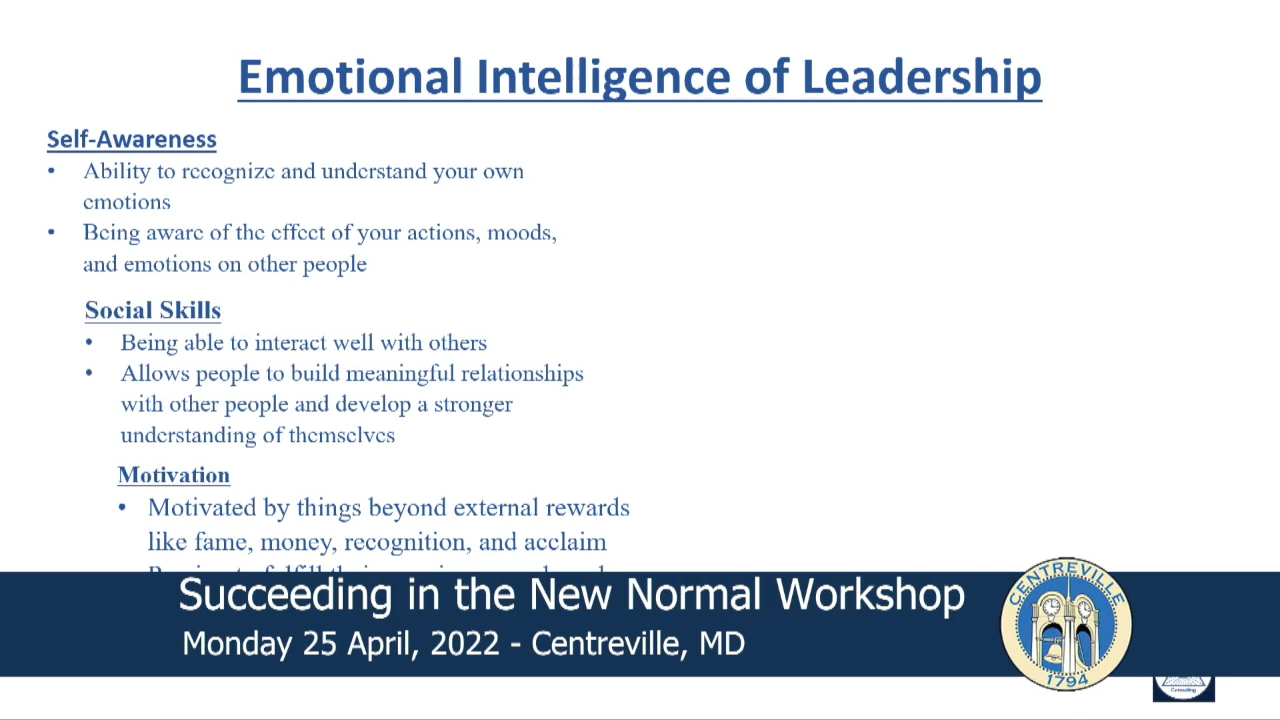 Emotional Intelligence of Leadership
Self-Awareness
• Ability to recognize and understand your own
emotions
• Being aware of the effect of your actions, moods,
and emotions on other people
Social Skills
• Being able to interact well with others
• Allows people to build meaningful relationships
with other people and develop a stronger
understanding of themselves
Motivation
• Motivated by things beyond external rewards
like fame, money, recognition, and acclaim
Succeeding in the New Normal Workshop
Monday 25 April, 2022 - Centreville, MD
CENTREVILLE
1794
Consulting